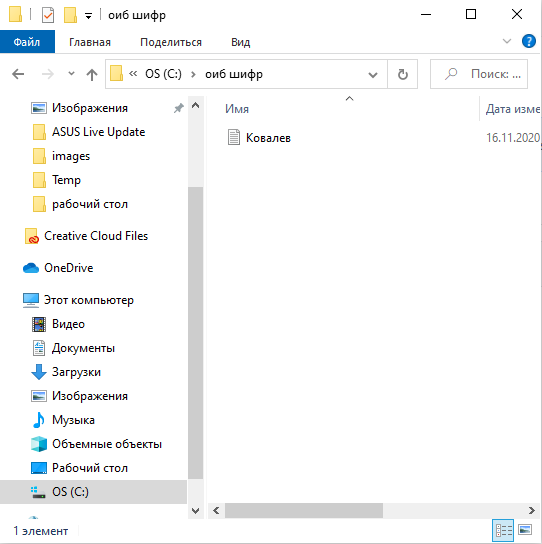 оиб шифр
Файл Главная Поделиться Вид
OS (C:) оиб шифр Поиск: ...
Изображения
ASUS Live Update
images
Temp
рабочий стол
Creative Cloud Files
OneDrive
Этот компьютер
Видео
Документы
Загрузки
Изображения
Музыка
Объемные объекты
Рабочий стол
OS (C:)
Имя Дата изме
Ковалев 16.11.2020
1 элемент